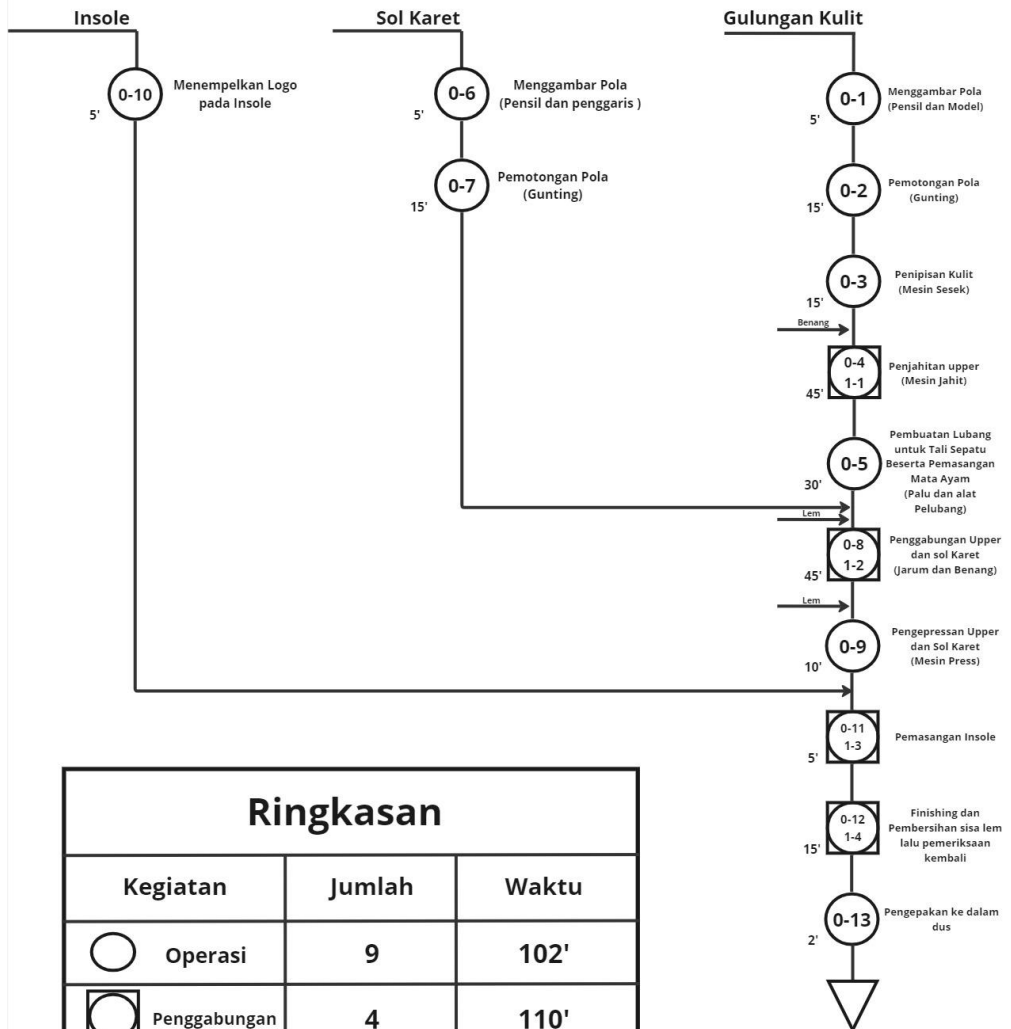 Insole
Sol Karet
Gulungan Kulit
0-10
5'
Menempelkan Logo
pada Insole
0-6
5'
Menggambar Pola
(Pensil dan penggaris )
0-7
15'
Pemotongan Pola
(Gunting)
0-1
5'
Menggambar Pola
(Pensil dan Model)
0-2
15'
Pemotongan Pola
(Gunting)
0-3
15'
Penipisan Kulit
(Mesin Sesek)
Benang
0-4
1-1
45'
Penjahitan upper
(Mesin Jahit)
0-5
30'
Pembuatan Lubang
untuk Tali Sepatu
Beserta Pemasangan
Mata Ayam
(Palu dan alat
Pelubang)
Lem
0-8
1-2
45'
Penggabungan Upper
dan sol Karet
(Jarum dan Benang)
Lem
0-9
10'
Pengepressan Upper
dan Sol Karet
(Mesin Press)
0-11
1-3
5'
Pemasangan Insole
0-12
1-4
15'
Finishing dan
Pembersihan sisa lem
lalu pemeriksaan
kembali
0-13
2'
Pengepakan ke dalam
dus
Ringkasan
Kegiatan Jumlah Waktu
Operasi 9 102'
Penggabungan 4 110'